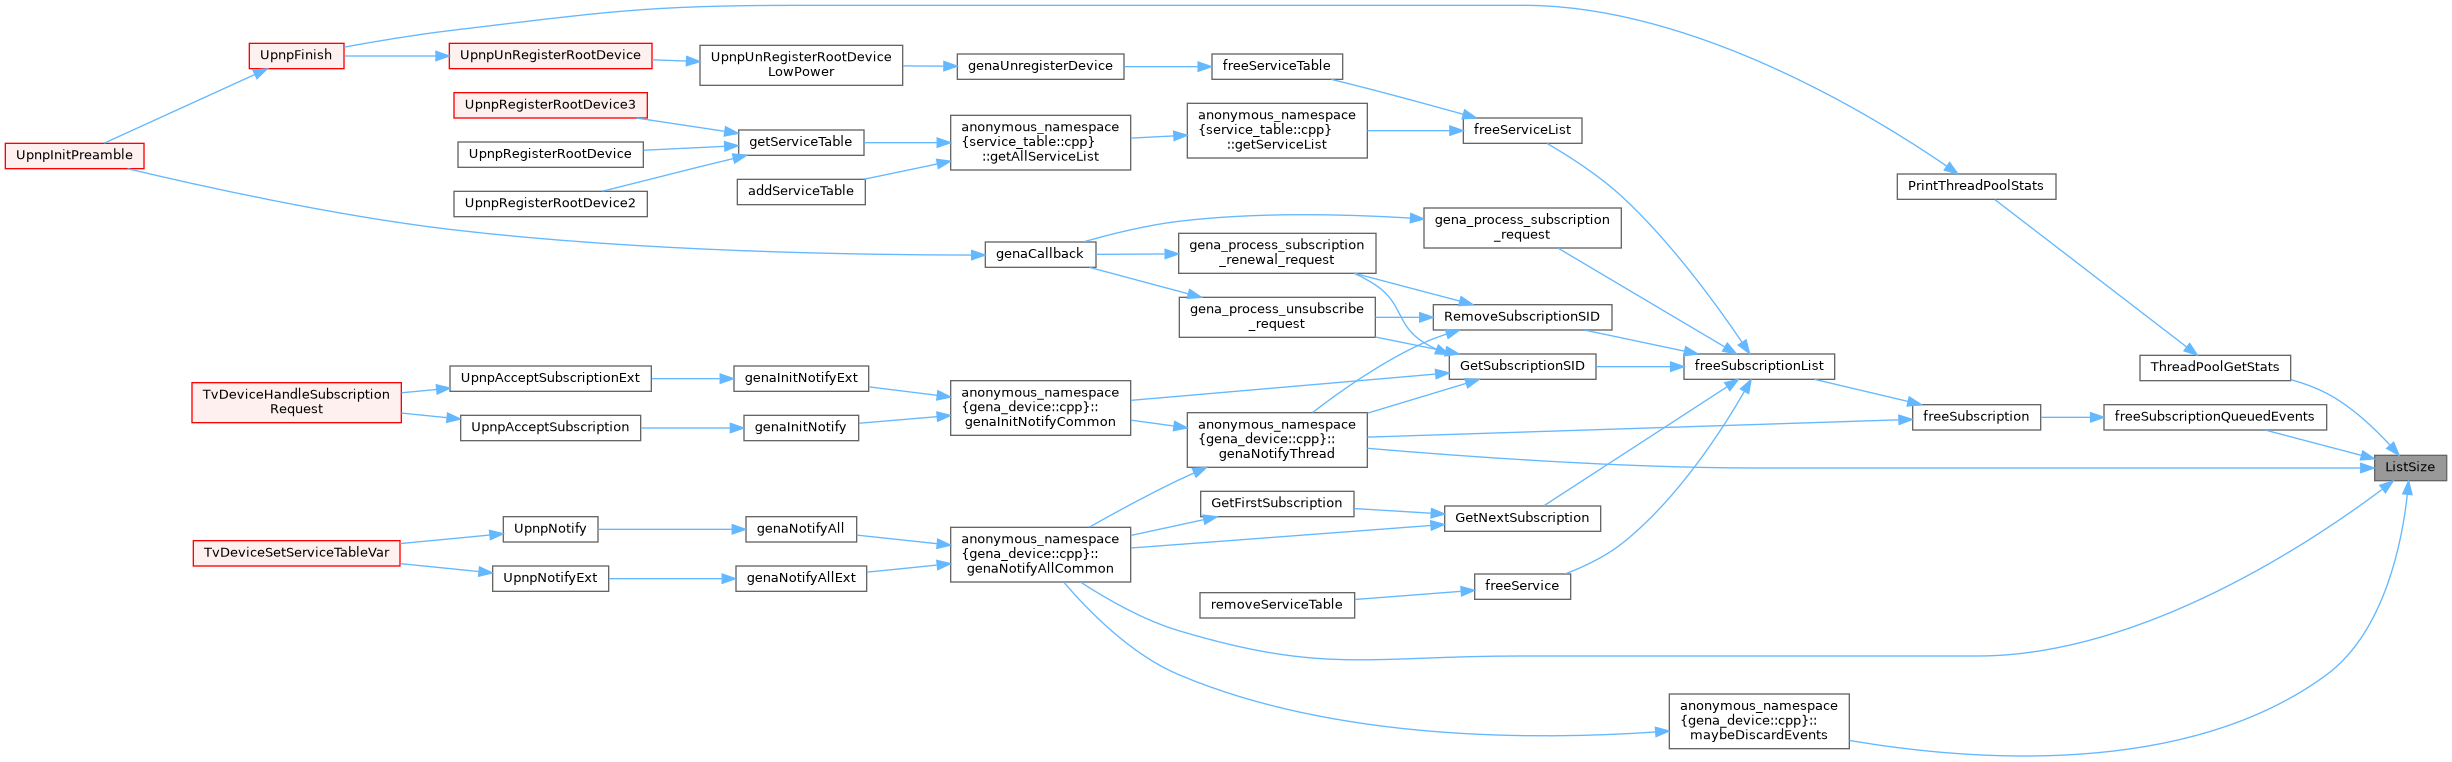 UpnpFinish
UpnpUnRegisterRootDevice
UpnpUnRegisterRootDevice
LowPower
genaUnregisterDevice
freeServiceTable
UpnpRegisterRootDevice3
UpnpInitPreamble
UpnpRegisterRootDevice
UpnpRegisterRootDevice2
getServiceTable
addServiceTable
anonymous_namespace
{service_table::cpp}
::getAllServiceList
anonymous_namespace
{service_table::cpp}
::getServiceList
freeServiceList
PrintThreadPoolStats
gena_process_subscription
_request
genaCallback
gena_process_subscription
_renewal_request
gena_process_unsubscribe
_request
RemoveSubscriptionSID
GetSubscriptionSID
freeSubscriptionList
ThreadPoolGetStats
TvDeviceHandleSubscription
Request
UpnpAcceptSubscriptionExt
UpnpAcceptSubscription
genaInitNotifyExt
genaInitNotify
anonymous_namespace
{gena_device::cpp}::
genaInitNotifyCommon
anonymous_namespace
{gena_device::cpp}::
genaNotifyThread
freeSubscription
freeSubscriptionQueuedEvents
ListSize
GetFirstSubscription
GetNextSubscription
TvDeviceSetServiceTableVar
UpnpNotify
UpnpNotifyExt
genaNotifyAll
genaNotifyAllExt
anonymous_namespace
{gena_device::cpp}::
genaNotifyAllCommon
removeServiceTable
freeService
anonymous_namespace
{gena_device::cpp}::
maybeDiscardEvents